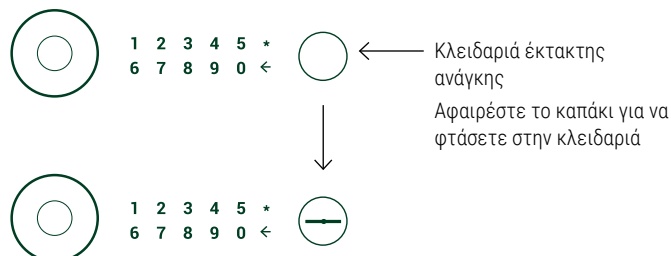 1 2 3 4 5 *
6 7 8 9 0 ←
Κλειδαριά έκτακτης
ανάγκης
Αφαιρέστε το καπάκι για να
φτάσετε στην κλειδαριά
1 2 3 4 5 *
6 7 8 9 0 ←